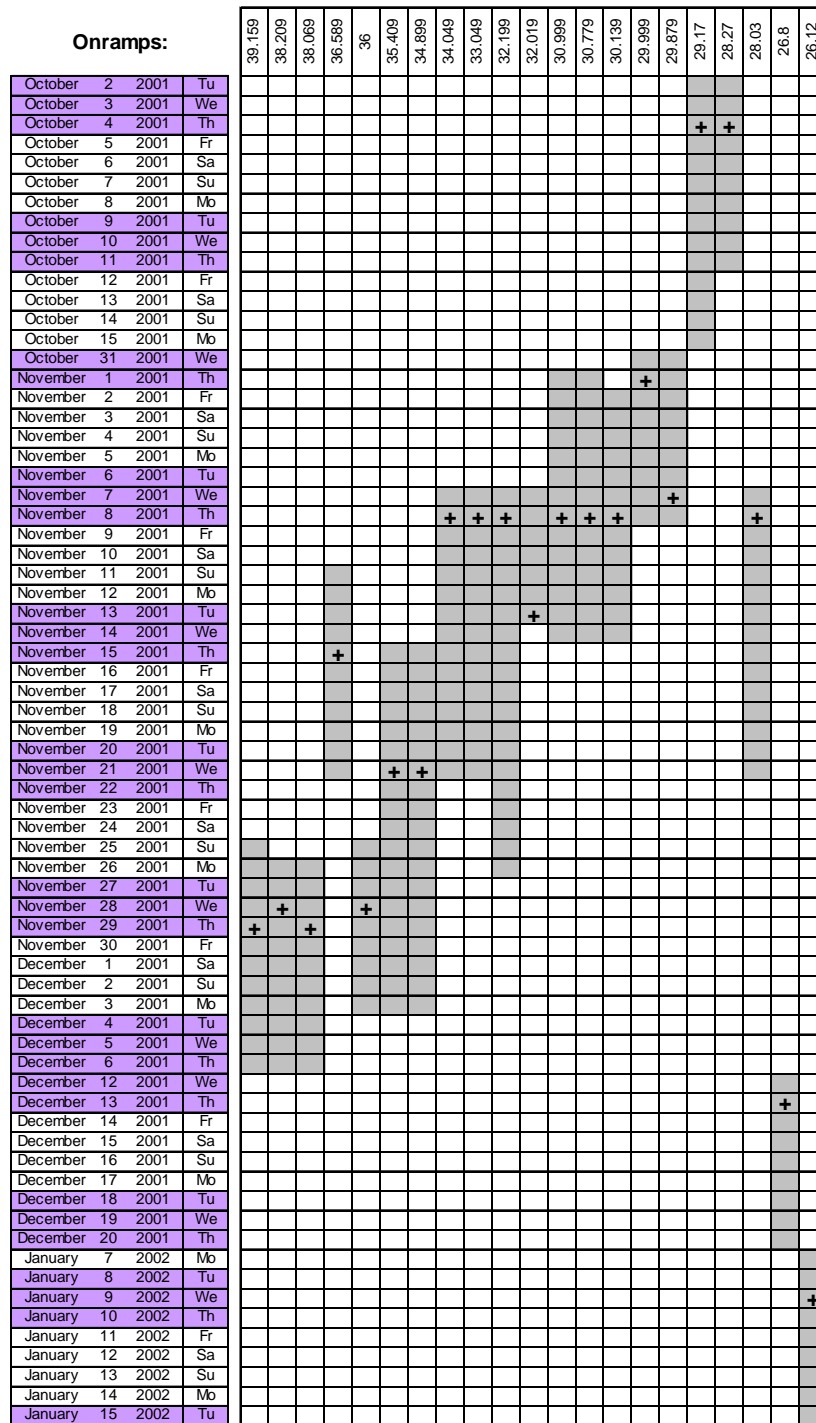 Onramps: 39.159 38.209 38.069 36.589 36 35.409 34.899 34.049 33.049 32.199 32.019 30.999 30.779 30.139 29.999 29.879 29.17 28.27 28.03 26.8 26.12
October 2 2001 Tu
October 3 2001 We
October 4 2001 Th + +
October 5 2001 Fr
October 6 2001 Sa
October 7 2001 Su
October 8 2001 Mo
October 9 2001 Tu
October 10 2001 We
October 11 2001 Th
October 12 2001 Fr
October 13 2001 Sa
October 14 2001 Su
October 15 2001 Mo
October 31 2001 We
November 1 2001 Th +
November 2 2001 Fr
November 3 2001 Sa
November 4 2001 Su
November 5 2001 Mo
November 6 2001 Tu
November 7 2001 We +
November 8 2001 Th + + + + + + +
November 9 2001 Fr
November 10 2001 Sa
November 11 2001 Su
November 12 2001 Mo
November 13 2001 Tu +
November 14 2001 We
November 15 2001 Th +
November 16 2001 Fr
November 17 2001 Sa
November 18 2001 Su
November 19 2001 Mo
November 20 2001 Tu
November 21 2001 We + +
November 22 2001 Th
November 23 2001 Fr
November 24 2001 Sa
November 25 2001 Su
November 26 2001 Mo
November 27 2001 Tu
November 28 2001 We + +
November 29 2001 Th + +
November 30 2001 Fr
December 1 2001 Sa
December 2 2001 Su
December 3 2001 Mo
December 4 2001 Tu
December 5 2001 We
December 6 2001 Th
December 12 2001 We
December 13 2001 Th +
December 14 2001 Fr
December 15 2001 Sa
December 16 2001 Su
December 17 2001 Mo
December 18 2001 Tu
December 19 2001 We
December 20 2001 Th
January 7 2002 Mo
January 8 2002 Tu
January 9 2002 We +
January 10 2002 Th
January 11 2002 Fr
January 12 2002 Sa
January 13 2002 Su
January 14 2002 Mo
January 15 2002 Tu